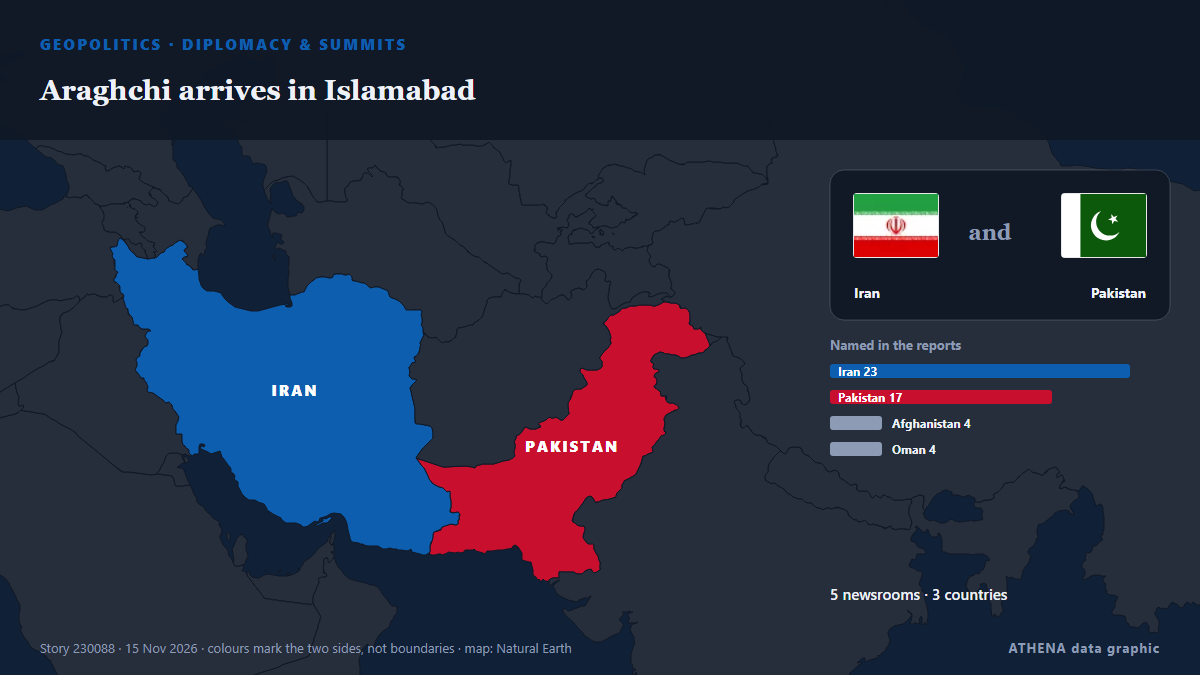 GEOPOLITICS · DIPLOMACY & SUMMITS
Araghchi arrives in Islamabad
and
Iran
Pakistan
IRAN
PAKISTAN
Named in the reports
Iran 23
Pakistan 17
Afghanistan 4
Oman 4
5 newsrooms · 3 countries
Story 230088 · 15 Nov 2026 · colours mark the two sides, not boundaries · map: Natural Earth
ATHENA data graphic